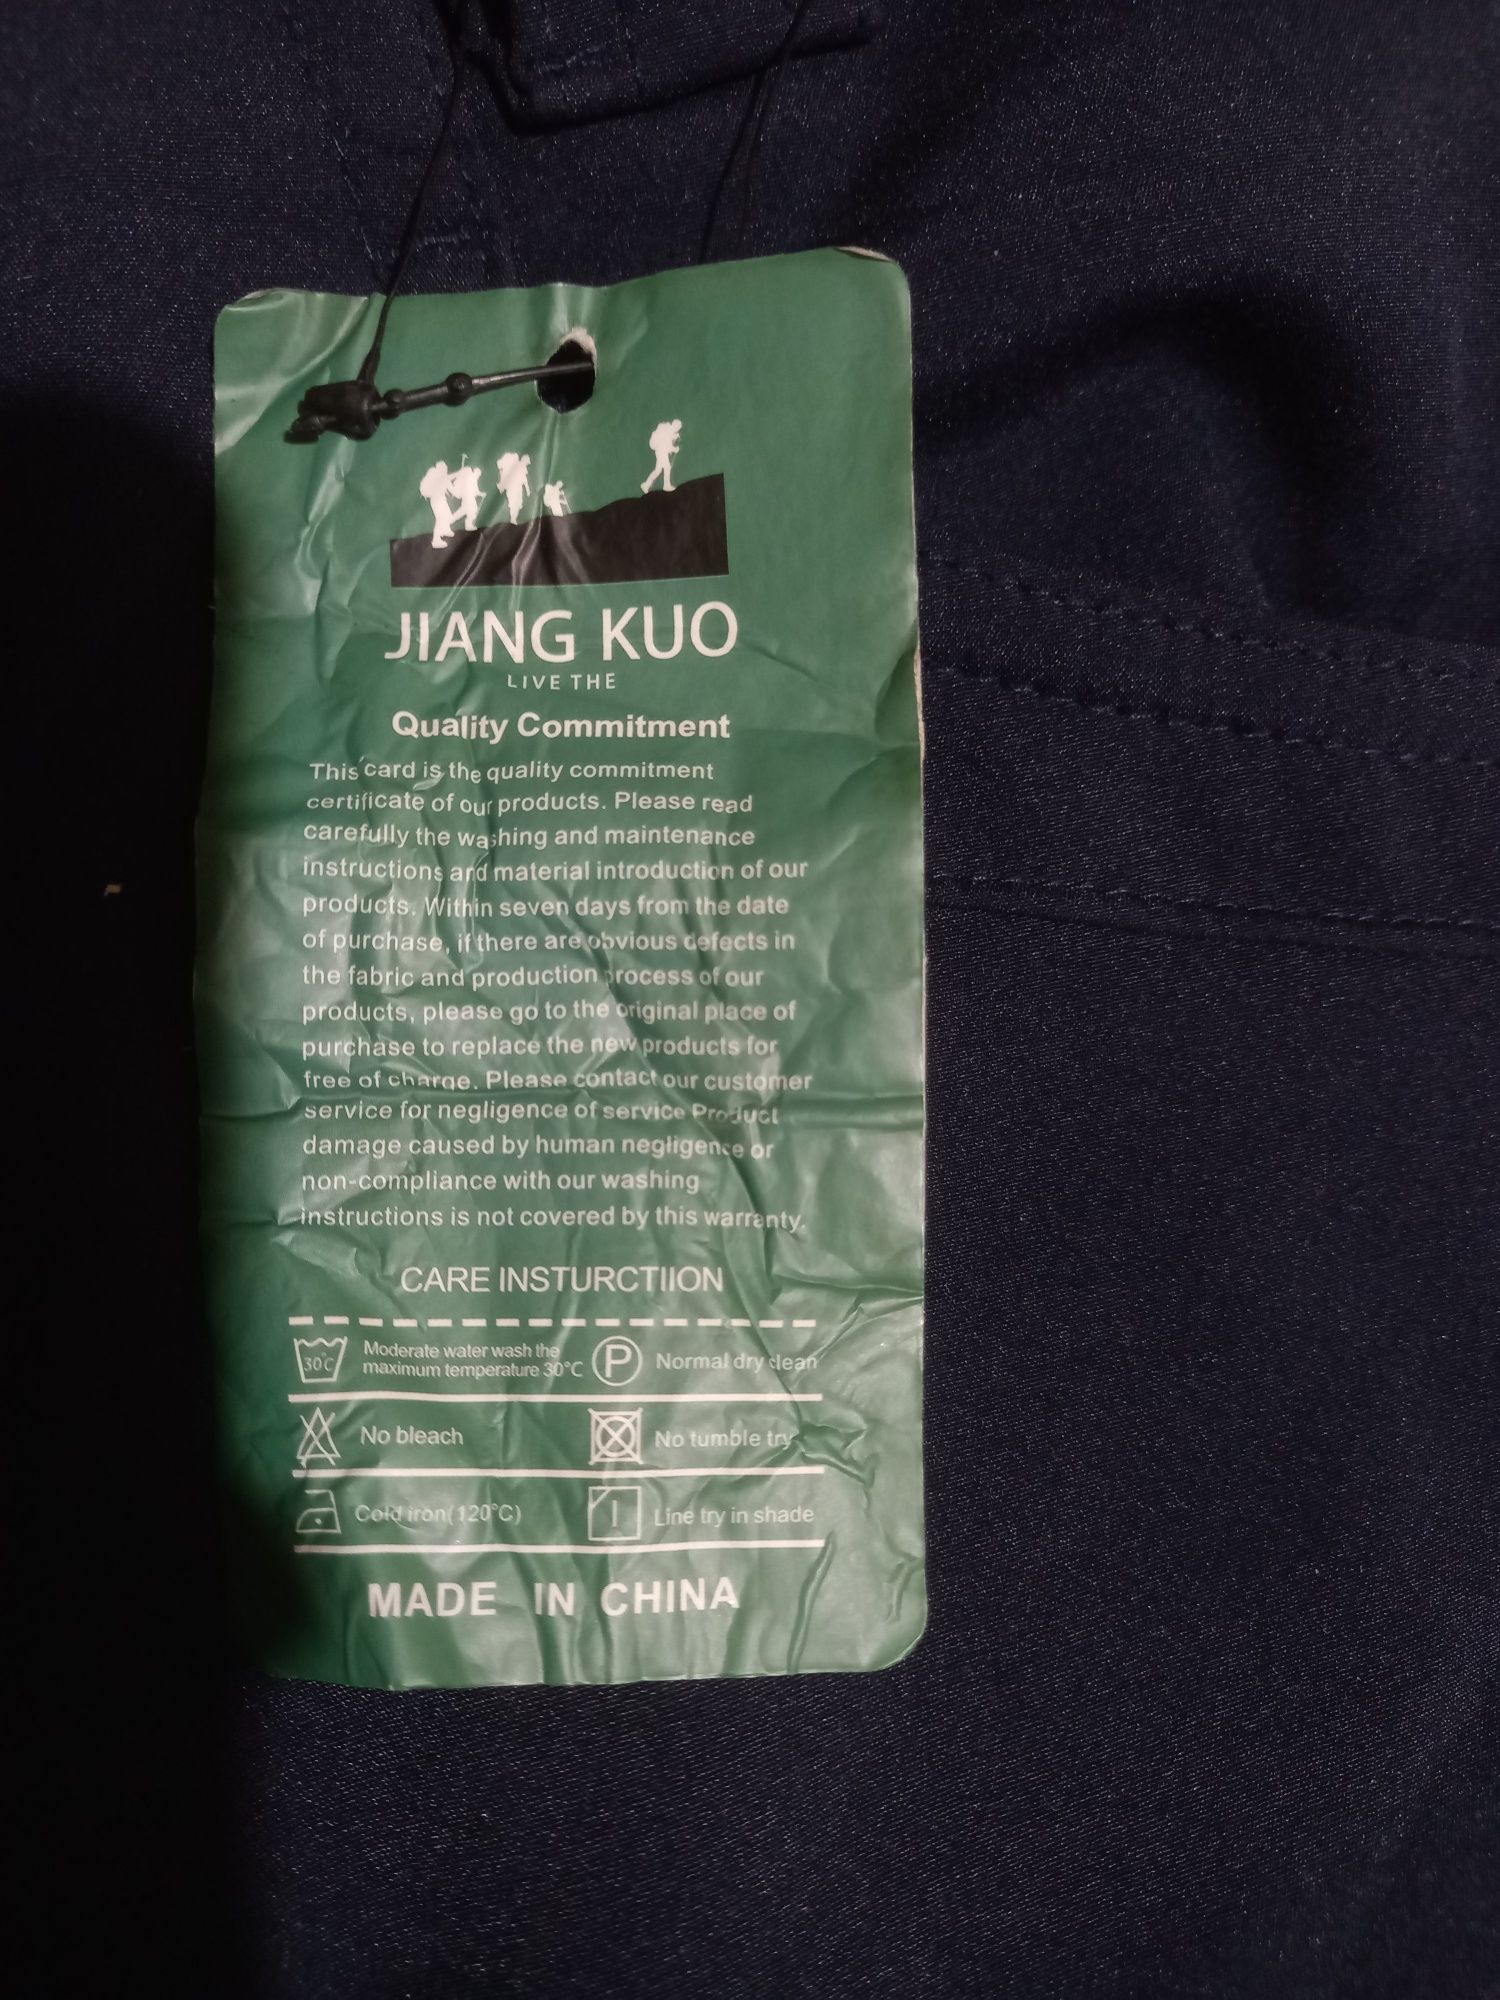 JIANG KUO
LIVE THE
Quality Commitment
This card is the quality commitment
certificate of our products. Please read
carefully the washing and maintenance
instructions and material introduction of our
products. Within seven days from the date
of purchase, if there are obvious defects in
the fabric and production process of our
products, please go to the original place of
purchase to replace the new products for
free of charge. Please contact our customer
service for negligence of service Product
damage caused by human negligence or
non-compliance with our washing
instructions is not covered by this warranty.
CARE INSTURCTIION
30°C Moderate water wash the
maximum temperature 30°C
P Normal dry clean
No bleach
No tumble try
Cold iron(120°C)
Line try in shade
MADE IN CHINA